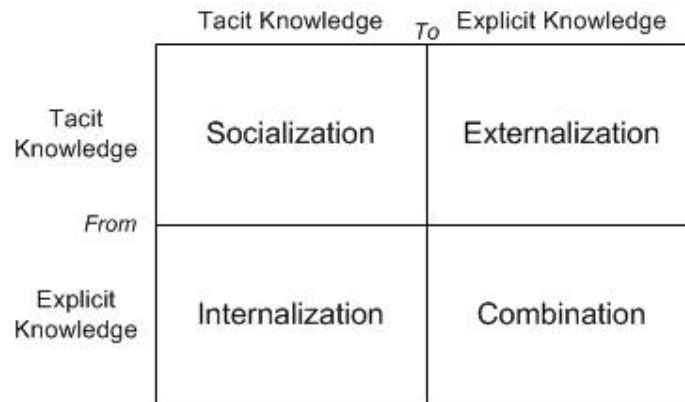 Tacit Knowledge To Explicit Knowledge
Tacit
Knowledge
Socialization Externalization
From
Explicit
Knowledge
Internalization Combination